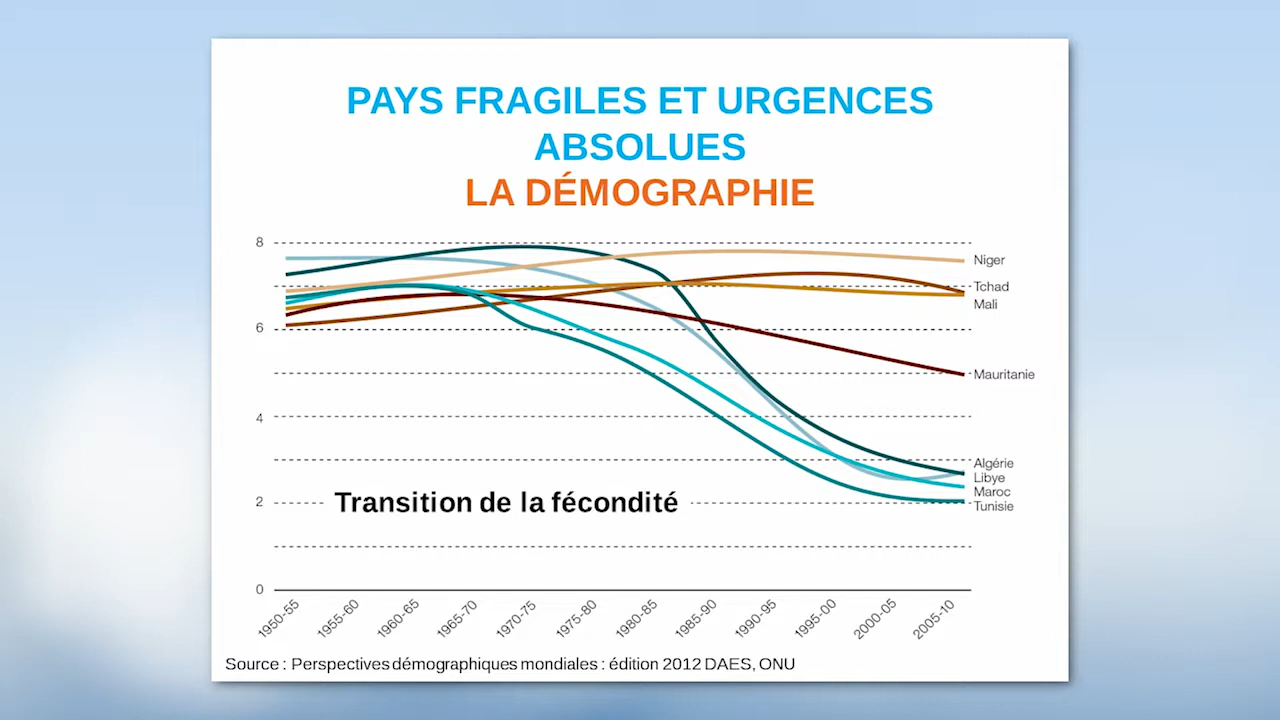 PAYS FRAGILES ET URGENCES
ABSOLUES
LA DÉMOGRAPHIE
8
6
4
2
0
Niger
Tchad
Mali
Mauritanie
Algérie
Libye
Maroc
Tunisie
Transition de la fécondité
1950-55
1955-60
1960-65
1965-70
1970-75
1975-80
1980-85
1985-90
1990-95
1995-00
2000-05
2005-10
Source : Perspectives démographiques mondiales : édition 2012 DAES, ONU